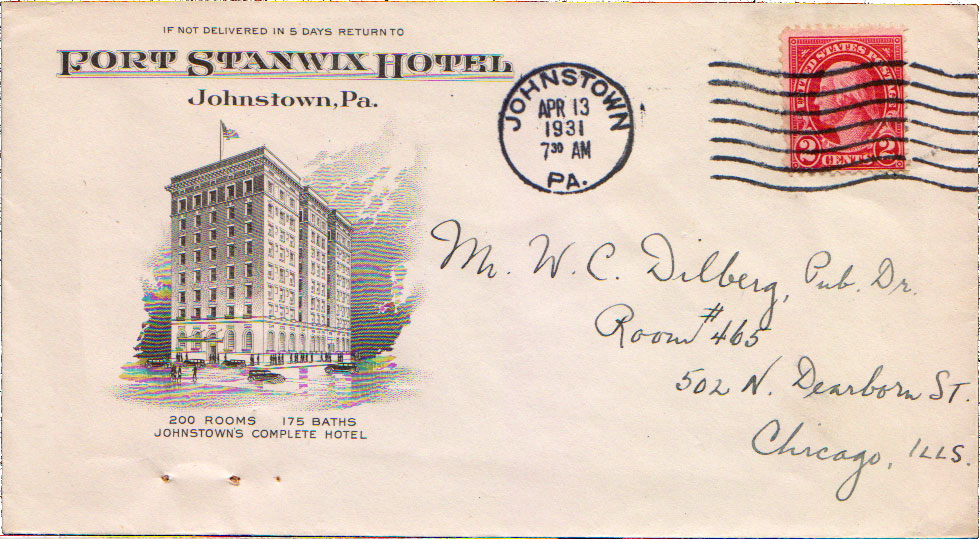 IF NOT DELIVERED IN 5 DAYS RETURN TO
FORT STANWIX HOTEL
Johnstown, Pa.
JOHNSTOWN
APR 13
1931
7 30 AM
PA.
UNITED STATES POSTAGE
2 CENTS 2
Mr. W. C. Dilberg, Pub. Dr.
Room #465
502 N. Dearborn ST.
Chicago, ILLS.
200 ROOMS 175 BATHS
JOHNSTOWN'S COMPLETE HOTEL